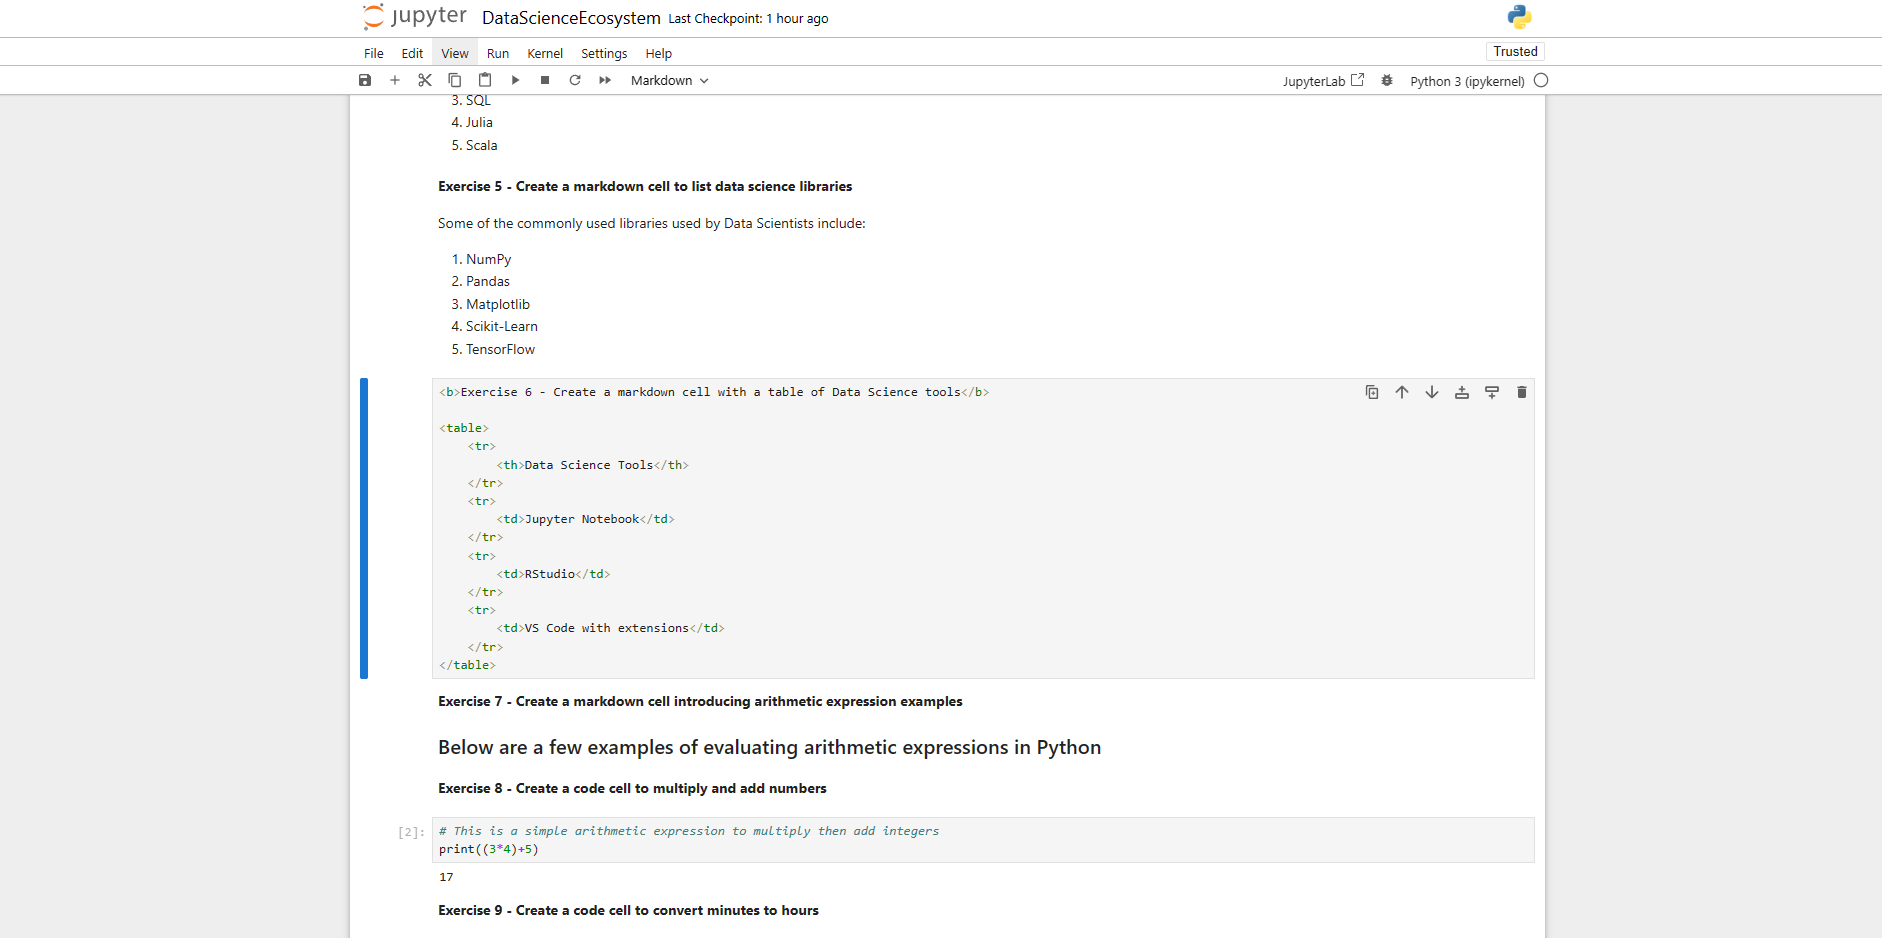 jupyter DataScienceEcosystem Last Checkpoint: 1 hour ago
File Edit View Run Kernel Settings Help
Trusted
Markdown
JupyterLab
Python 3 (ipykernel)
3. SQL
4. Julia
5. Scala
Exercise 5 - Create a markdown cell to list data science libraries
Some of the commonly used libraries used by Data Scientists include:
1. NumPy
2. Pandas
3. Matplotlib
4. Scikit-Learn
5. TensorFlow
<b>Exercise 6 - Create a markdown cell with a table of Data Science tools</b>
<table>
    <tr>
        <th>Data Science Tools</th>
    </tr>
    <tr>
        <td>Jupyter Notebook</td>
    </tr>
    <tr>
        <td>RStudio</td>
    </tr>
    <tr>
        <td>VS Code with extensions</td>
    </tr>
</table>
Exercise 7 - Create a markdown cell introducing arithmetic expression examples
Below are a few examples of evaluating arithmetic expressions in Python
Exercise 8 - Create a code cell to multiply and add numbers
[2]: # This is a simple arithmetic expression to multiply then add integers
print((3*4)+5)
17
Exercise 9 - Create a code cell to convert minutes to hours